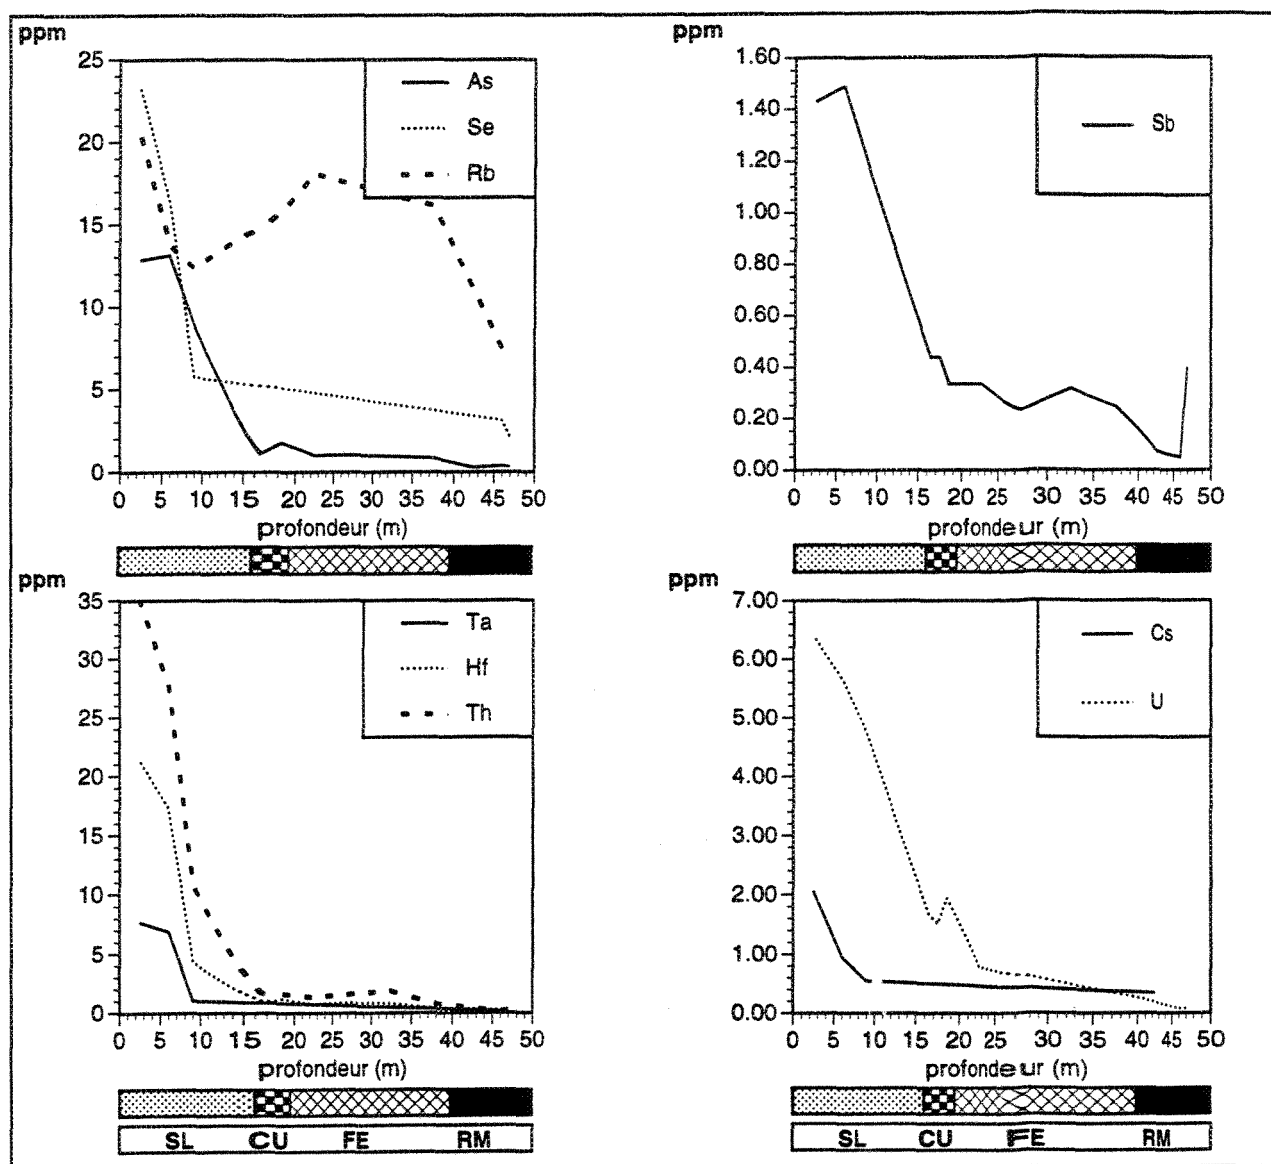 ppm
25
20
15
10
5
0
As
Se
Rb
0 5 10 15 20 25 30 35 40 45 50
profondeur (m)
ppm
1.60
1.40
1.20
1.00
0.80
0.60
0.40
0.20
0.00
Sb
0 5 10 15 20 25 30 35 40 45 50
profondeur (m)
ppm
35
30
25
20
15
10
5
0
Ta
Hf
Th
0 5 10 15 20 25 30 35 40 45 50
profondeur (m)
SL CU FE RM
ppm
7.00
6.00
5.00
4.00
3.00
2.00
1.00
0.00
Cs
U
0 5 10 15 20 25 30 35 40 45 50
profondeur (m)
SL CU FE RM